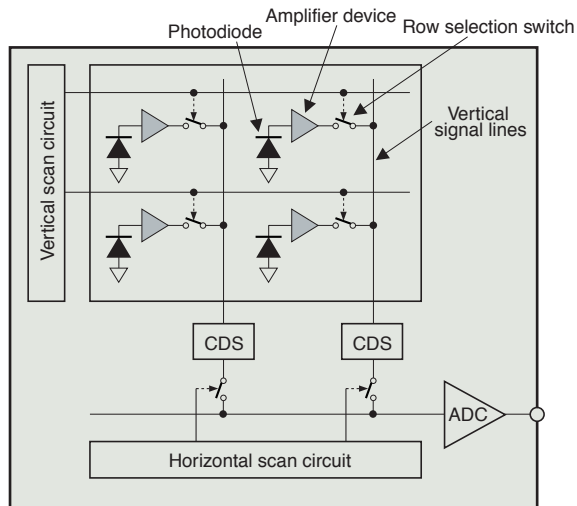 Amplifier device
Photodiode
Row selection switch
Vertical scan circuit
Vertical
signal lines
CDS
CDS
ADC
Horizontal scan circuit